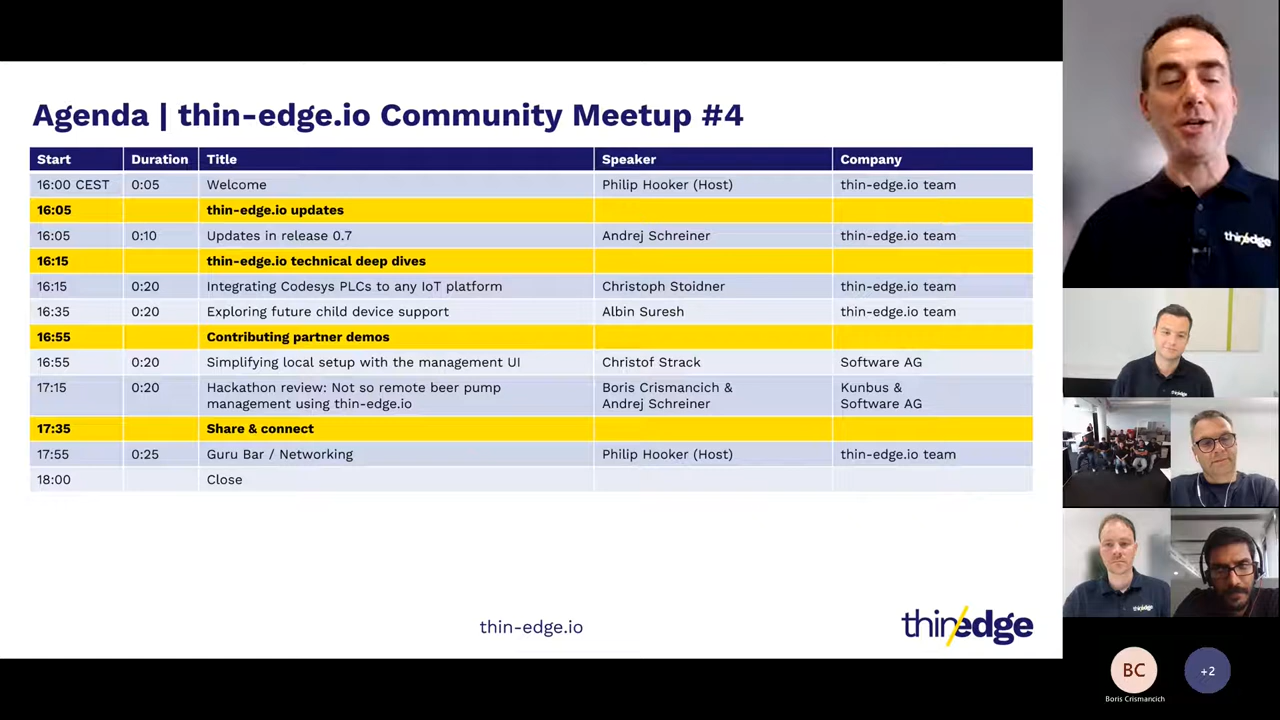 Agenda | thin-edge.io Community Meetup #4
Start Duration Title Speaker Company
16:00 CEST 0:05 Welcome Philip Hooker (Host) thin-edge.io team
16:05 thin-edge.io updates
16:05 0:10 Updates in release 0.7 Andrej Schreiner thin-edge.io team
16:15 thin-edge.io technical deep dives
16:15 0:20 Integrating Codesys PLCs to any IoT platform Christoph Stoidner thin-edge.io team
16:35 0:20 Exploring future child device support Albin Suresh thin-edge.io team
16:55 Contributing partner demos
16:55 0:20 Simplifying local setup with the management UI Christof Strack Software AG
17:15 0:20 Hackathon review: Not so remote beer pump Boris Crismancich & Kunbus &
management using thin-edge.io Andrej Schreiner Software AG
17:35 Share & connect
17:55 0:25 Guru Bar / Networking Philip Hooker (Host) thin-edge.io team
18:00 Close
thin-edge.io
thin/edge
thin/edge
thin/edge
BC
+2
Boris Crismancich